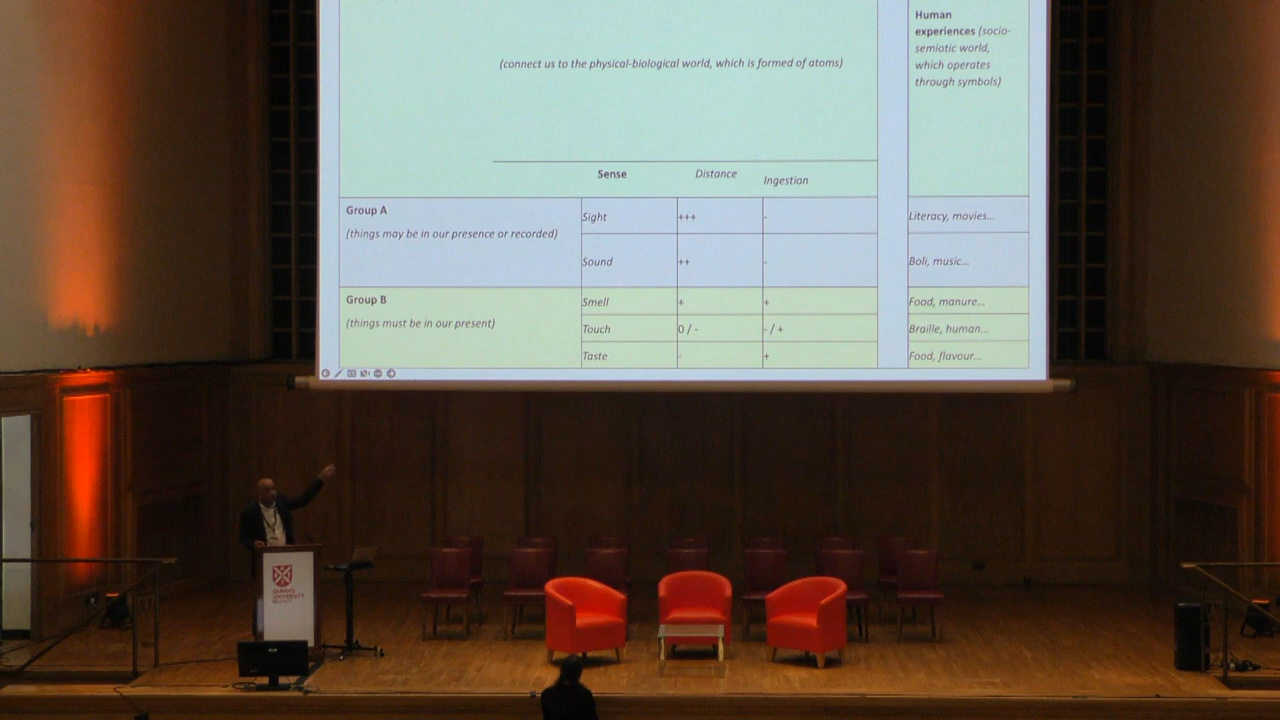 Human
experiences (socio-
semiotic world,
which operates
through symbols)
(connect us to the physical-biological world, which is formed of atoms)
Sense Distance Ingestion
Group A
(things may be in our presence or recorded)
Sight +++ - Literacy, movies...
Sound ++ - Boli, music...
Group B
(things must be in our present)
Smell + + Food, manure...
Touch 0 / - - / + Braille, human...
Taste - + Food, flavour...
QUEEN'S
UNIVERSITY
BELFAST